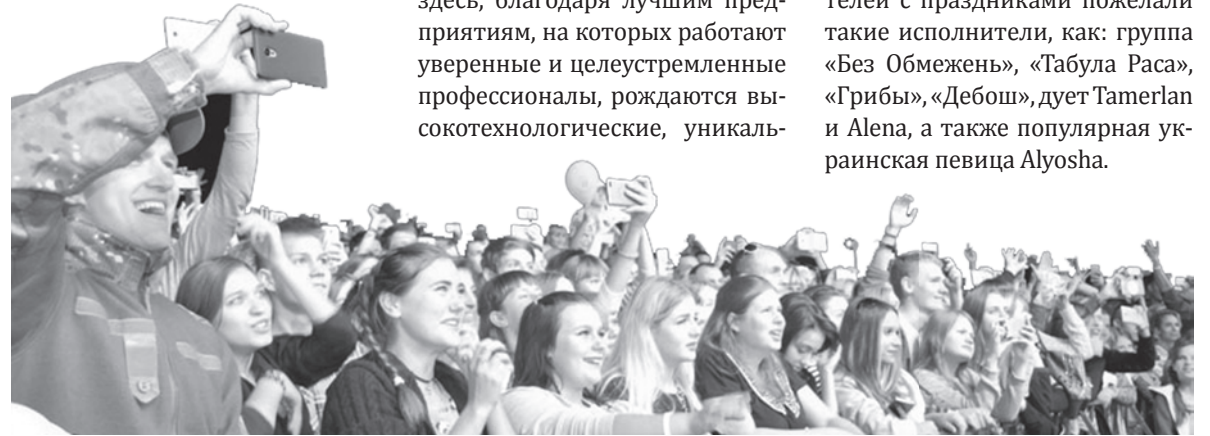 здесь, благодаря лучшим пред-
приятиям, на которых работают
уверенные и целеустремленные
профессионалы, рождаются вы-
сокотехнологические, уникаль-
телей с праздниками пожелали
такие исполнители, как: группа
«Без Обмежень», «Табула Раса»,
«Грибы», «Дебош», дует Tamerlan
и Alena, а также популярная ук-
раинская певица Alyosha.